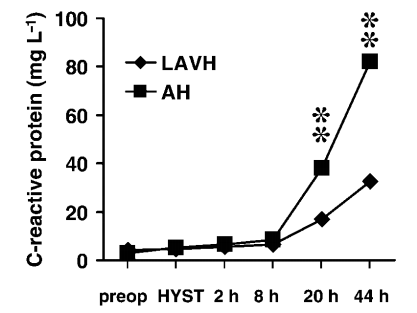 C-reactive protein (mg L⁻¹)
100
80
60
40
20
0
LAVH
AH
**
**
preop HYST 2 h 8 h 20 h 44 h